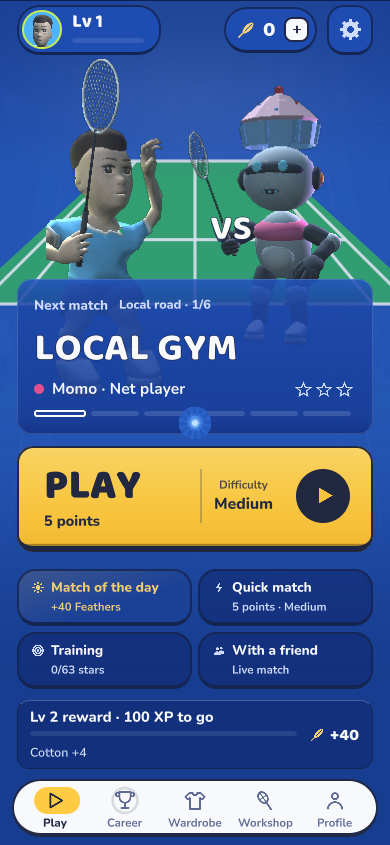 Lv 1
0
+
VS
Next match Local road · 1/6
LOCAL GYM
Momo · Net player
PLAY
5 points
Difficulty
Medium
Match of the day
+40 Feathers
Quick match
5 points · Medium
Training
0/63 stars
With a friend
Live match
Lv 2 reward · 100 XP to go
+40
Cotton +4
Play
Career
Wardrobe
Workshop
Profile